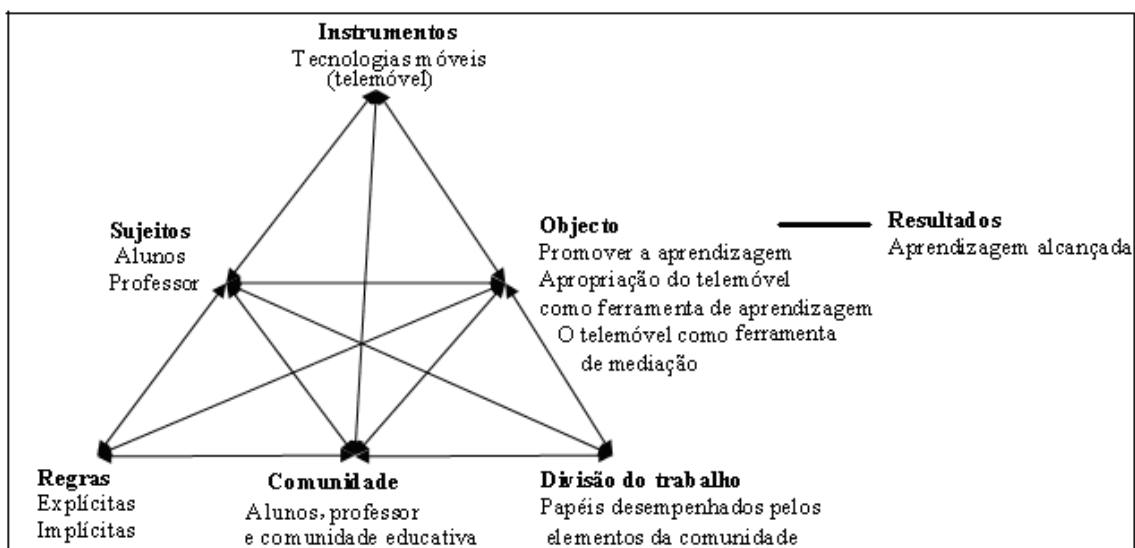 Instrumentos
Tecnologias móveis
(telemóvel)
Sujeitos
Alunos
Professor
Objecto
Promover a aprendizagem
Apropriação do telemóvel
como ferramenta de aprendizagem
O telemóvel como ferramenta
de mediação
Resultados
Aprendizagem alcançada
Regras
Explícitas
Implícitas
Comunidade
Alunos, professor
e comunidade educativa
Divisão do trabalho
Papéis desempenhados pelos
elementos da comunidade